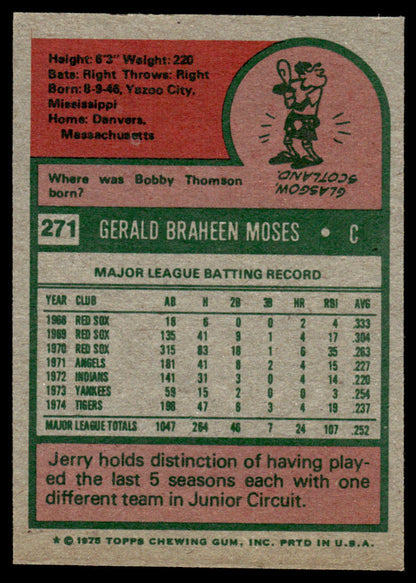 Height: 6'3" Weight: 220
Bats: Right Throws: Right
Born: 8-9-46, Yazoo City,
Mississippi
Home: Danvers,
Massachusetts
Where was Bobby Thomson
born?
GLASGOW,
SCOTLAND.
271 GERALD BRAHEEN MOSES • C
MAJOR LEAGUE BATTING RECORD
YEAR CLUB AB H 2B 3B HR RBI AVG
1968 RED SOX 18 6 0 0 2 4 .333
1969 RED SOX 135 41 9 1 4 17 .304
1970 RED SOX 315 83 18 1 6 35 .263
1971 ANGELS 181 41 8 2 4 15 .227
1972 INDIANS 141 31 3 0 4 14 .220
1973 YANKEES 59 15 2 0 0 3 .254
1974 TIGERS 198 47 6 3 4 19 .237
MAJOR LEAGUE TOTALS 1047 264 46 7 24 107 .252
Jerry holds distinction of having play-
ed the last 5 seasons each with one
different team in Junior Circuit.
* © 1975 TOPPS CHEWING GUM, INC. PRTD IN U.S.A.